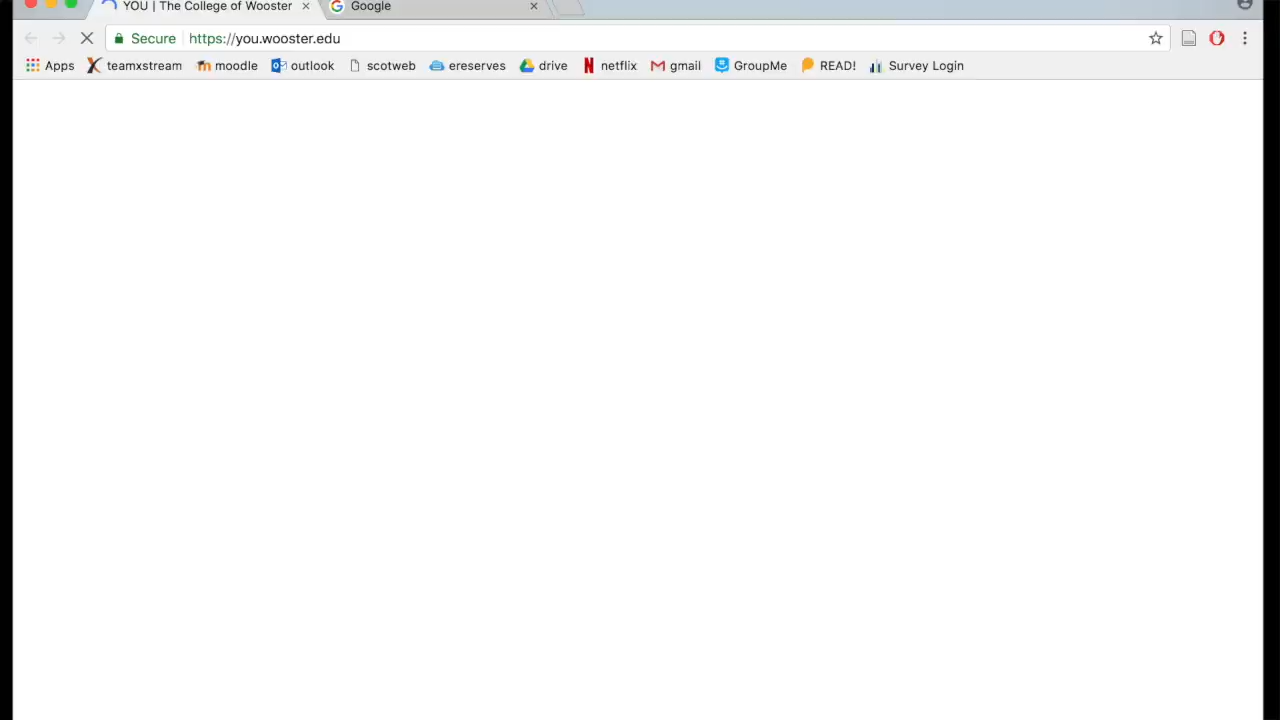 YOU | The College of Wooster Google
Secure https://you.wooster.edu
Apps teamxstream moodle outlook scotweb ereserves drive netflix gmail GroupMe READ! Survey Login